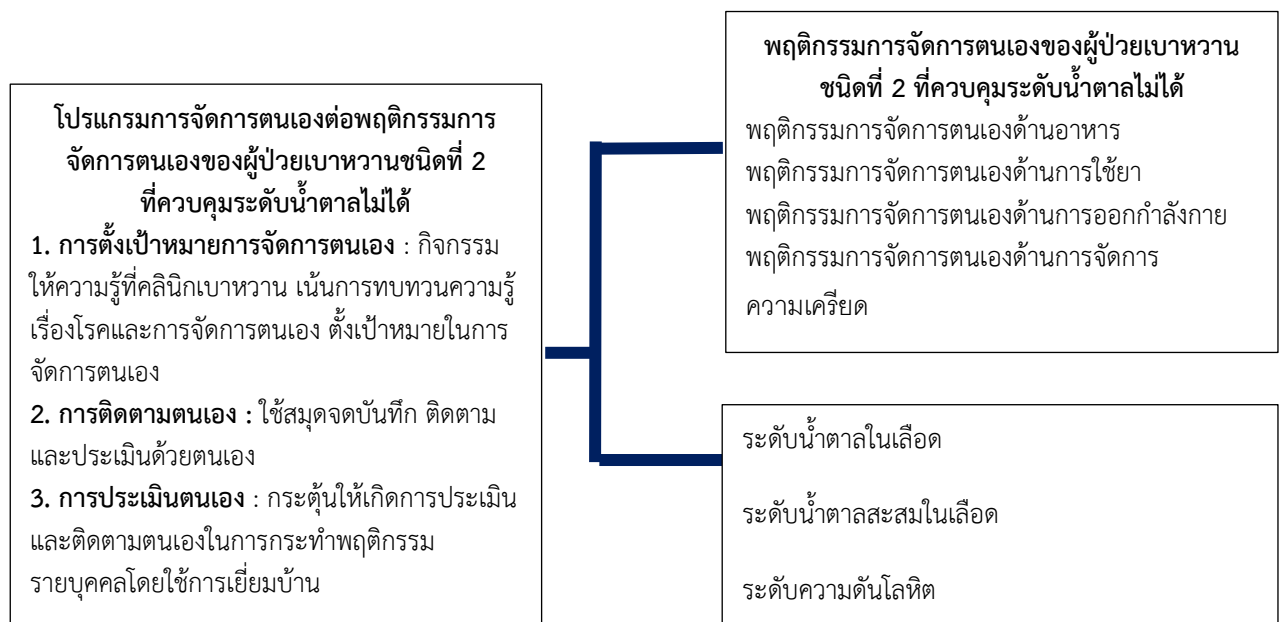 โปรแกรมการจัดการตนเองต่อพฤติกรรมการ
จัดการตนเองของผู้ป่วยเบาหวานชนิดที่ 2
ที่ควบคุมระดับน้ำตาลไม่ได้
1. การตั้งเป้าหมายการจัดการตนเอง : กิจกรรม
ให้ความรู้ที่คลินิกเบาหวาน เน้นการทบทวนความรู้
เรื่องโรคและการจัดการตนเอง ตั้งเป้าหมายในการ
จัดการตนเอง
2. การติดตามตนเอง : ใช้สมุดจดบันทึก ติดตาม
และประเมินด้วยตนเอง
3. การประเมินตนเอง : กระตุ้นให้เกิดการประเมิน
และติดตามตนเองในการกระทำพฤติกรรม
รายบุคคลโดยใช้การเยี่ยมบ้าน
พฤติกรรมการจัดการตนเองของผู้ป่วยเบาหวาน
ชนิดที่ 2 ที่ควบคุมระดับน้ำตาลไม่ได้
พฤติกรรมการจัดการตนเองด้านอาหาร
พฤติกรรมการจัดการตนเองด้านการใช้ยา
พฤติกรรมการจัดการตนเองด้านการออกกำลังกาย
พฤติกรรมการจัดการตนเองด้านการจัดการ
ความเครียด
ระดับน้ำตาลในเลือด
ระดับน้ำตาลสะสมในเลือด
ระดับความดันโลหิต